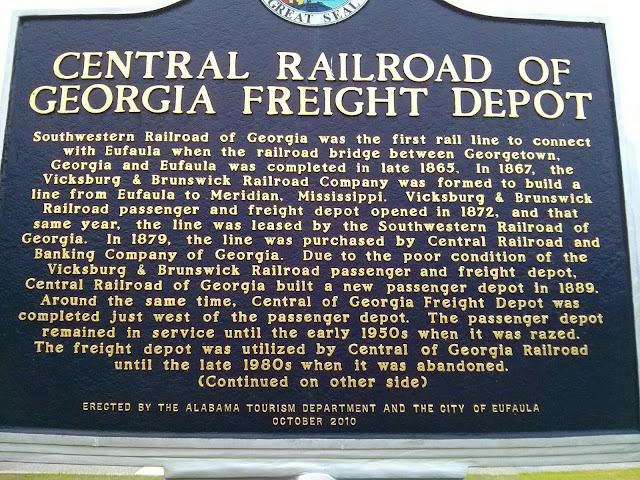 GREAT SEAL
CENTRAL RAILROAD OF
GEORGIA FREIGHT DEPOT
Southwestern Railroad of Georgia was the first rail line to connect
with Eufaula when the railroad bridge between Georgetown,
Georgia and Eufaula was completed in late 1865. In 1867, the
Vicksburg & Brunswick Railroad Company was formed to build a
line from Eufaula to Meridian, Mississippi. Vicksburg & Brunswick
Railroad passenger and freight depot opened in 1872, and that
same year, the line was leased by the Southwestern Railroad of
Georgia. In 1879, the line was purchased by Central Railroad and
Banking Company of Georgia. Due to the poor condition of the
Vicksburg & Brunswick Railroad passenger and freight depot,
Central Railroad of Georgia built a new passenger depot in 1889.
Around the same time, Central of Georgia Freight Depot was
completed just west of the passenger depot. The passenger depot
remained in service until the early 1950s when it was razed.
The freight depot was utilized by Central of Georgia Railroad
until the late 1980s when it was abandoned.
(Continued on other side)
ERECTED BY THE ALABAMA TOURISM DEPARTMENT AND THE CITY OF EUFAULA
OCTOBER 2010